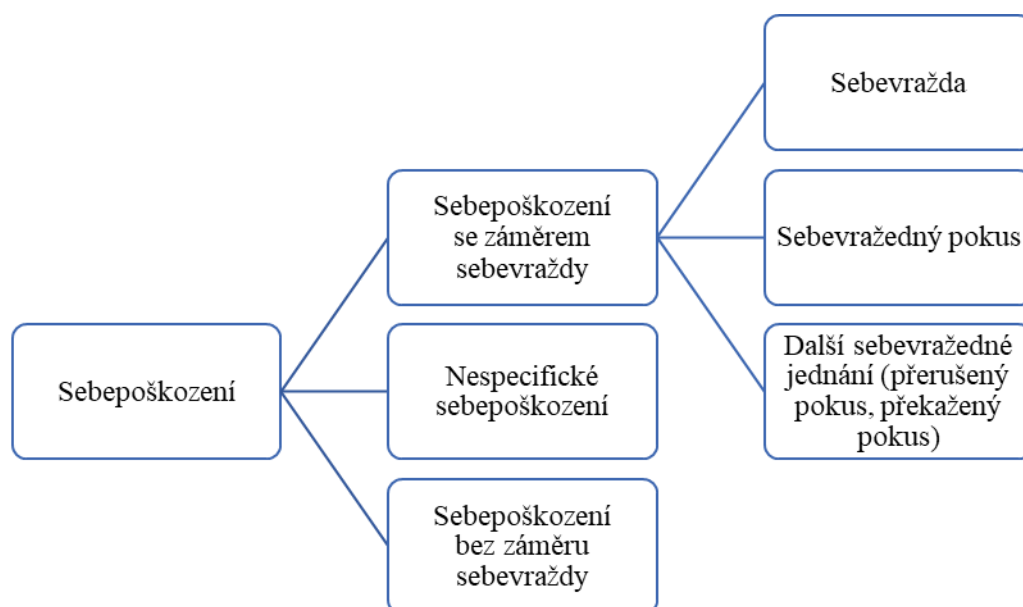 Sebepoškození
Sebepoškození
se záměrem
sebevraždy
Nespecifické
sebepoškození
Sebepoškození
bez záměru
sebevraždy
Sebevražda
Sebevražedný pokus
Další sebevražedné
jednání (přerušený
pokus, překažený
pokus)